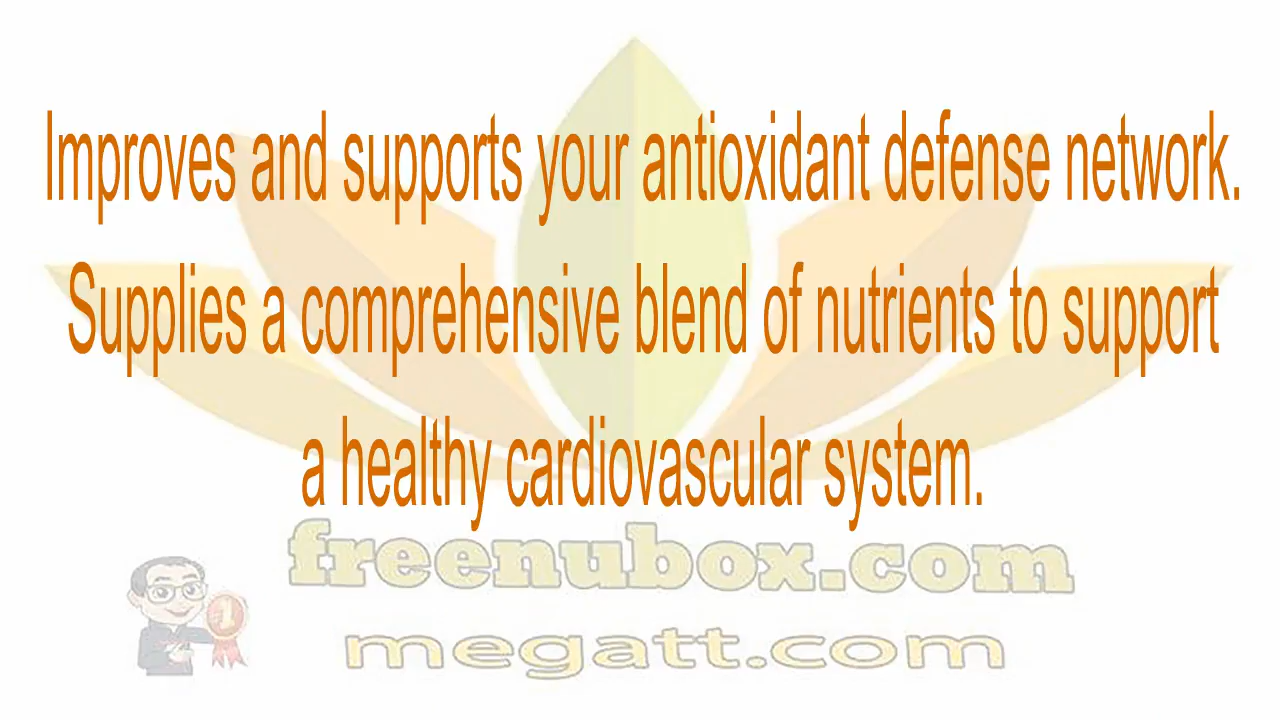 Improves and supports your antioxidant defense network.
Supplies a comprehensive blend of nutrients to support
a healthy cardiovascular system.
freenubox.com
1
megatt.com